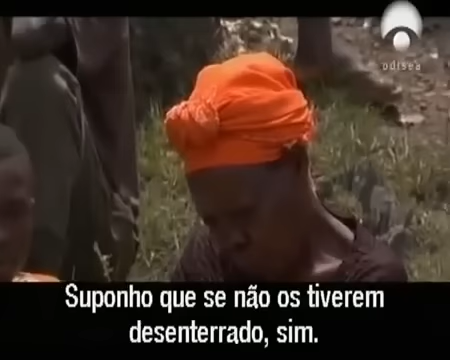 odisea
Suponho que se não os tiverem
desenterrado, sim.